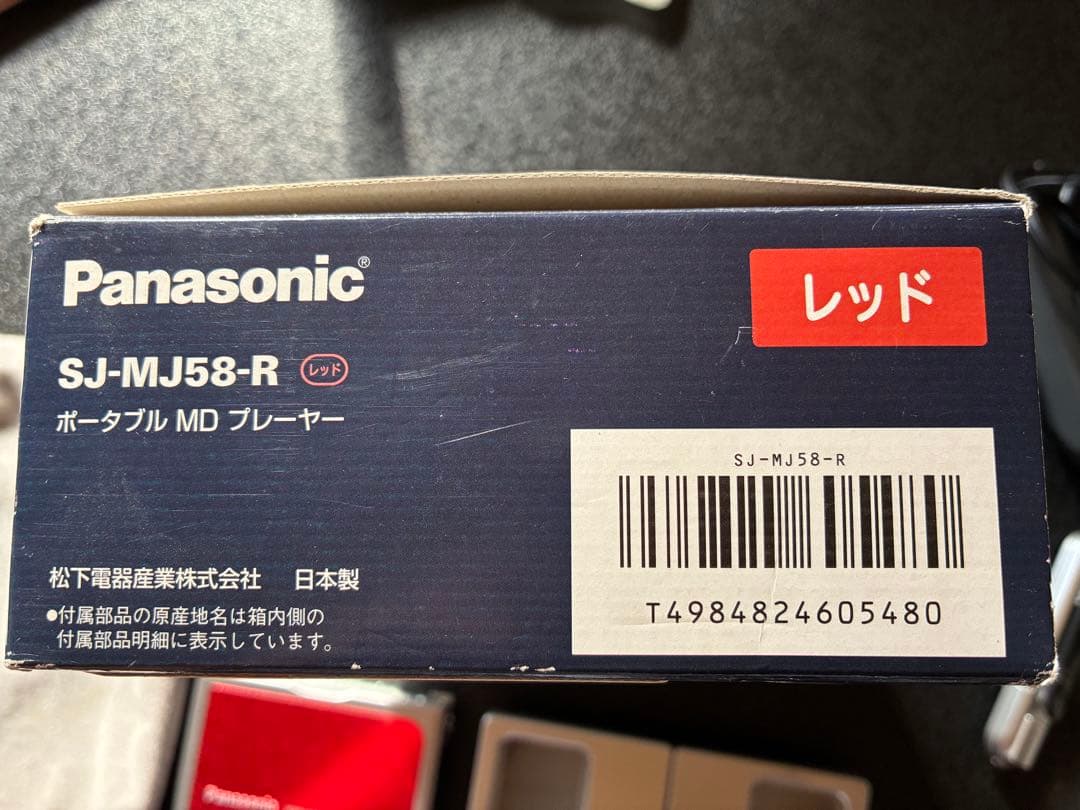 Panasonic®
レッド
SJ-MJ58-R レッド
ポータブル MD プレーヤー
SJ-MJ58-R
T4984824605480
松下電器産業株式会社 日本製
●付属部品の原産地名は箱内側の
付属部品明細に表示しています。
Panasonic